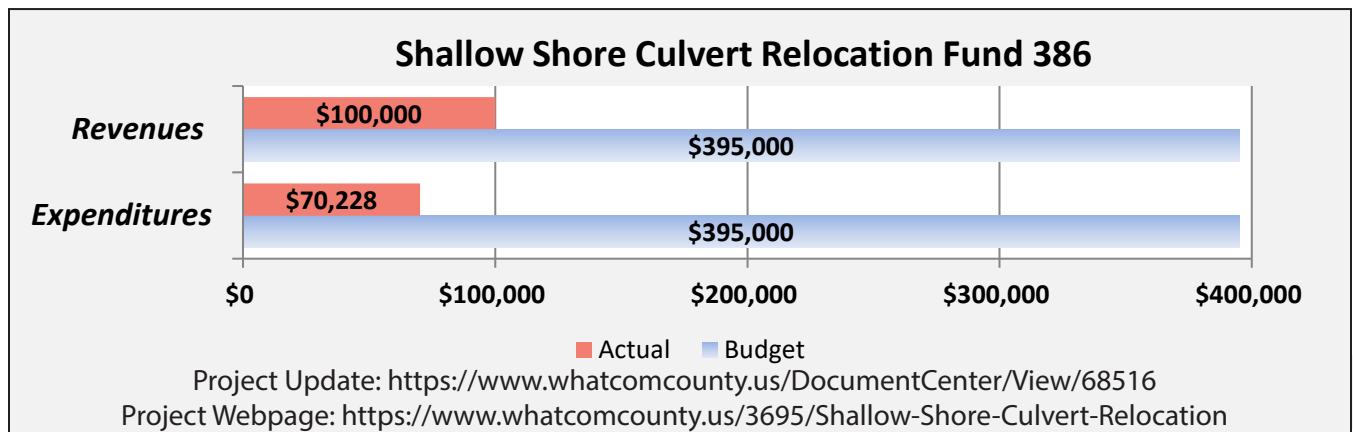 Shallow Shore Culvert Relocation Fund 386
Revenues
$100,000
$395,000
Expenditures
$70,228
$395,000
$0 $100,000 $200,000 $300,000 $400,000
Actual Budget
Project Update: https://www.whatcomcounty.us/DocumentCenter/View/68516
Project Webpage: https://www.whatcomcounty.us/3695/Shallow-Shore-Culvert-Relocation